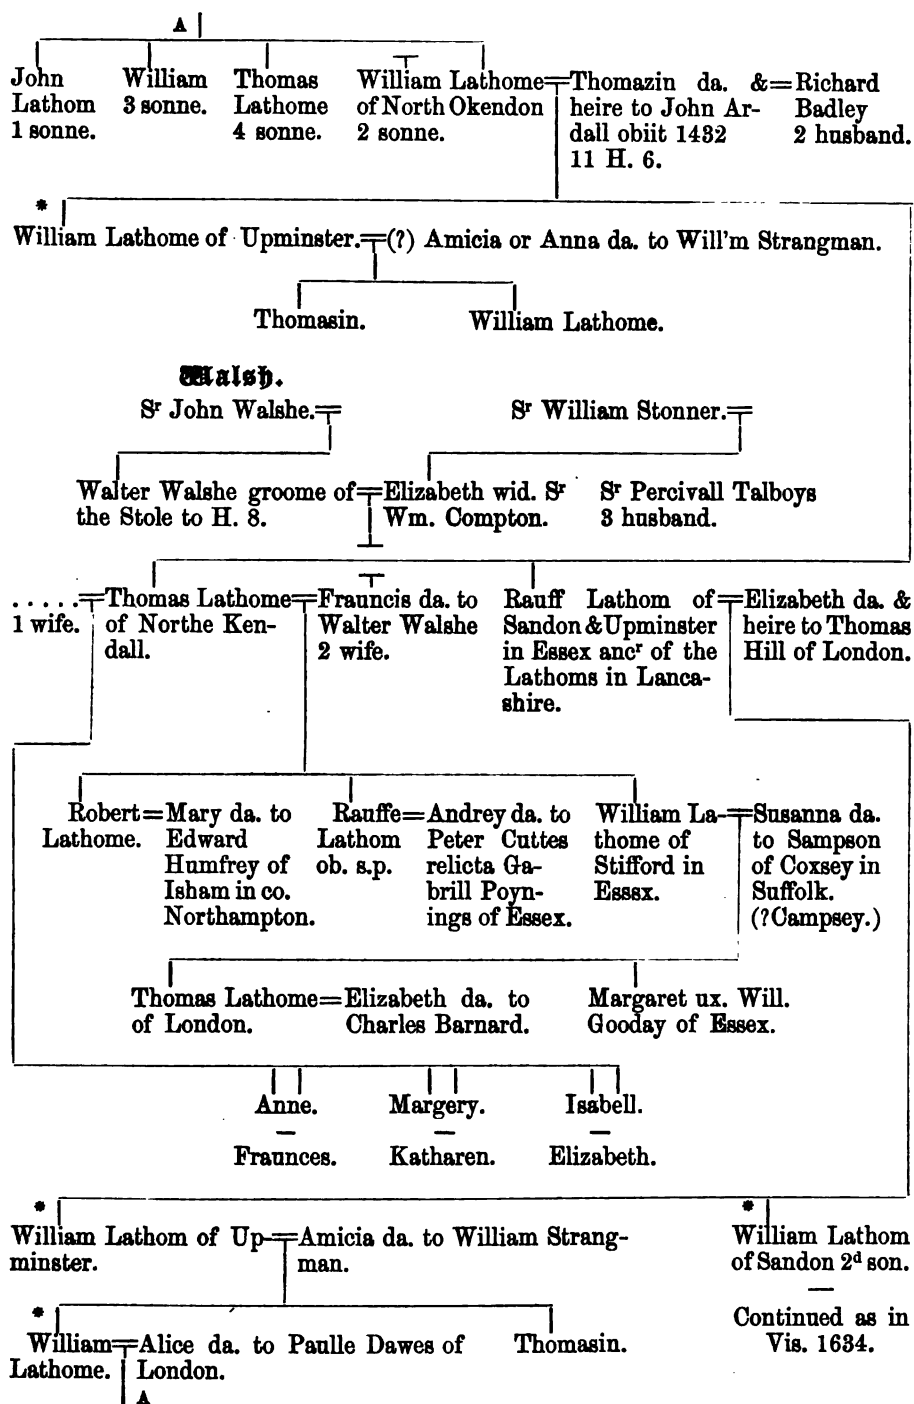 A
John
Lathom
1 sonne.
William
3 sonne.
Thomas
Lathome
4 sonne.
William Lathome=
of North Okendon
2 sonne.
Thomazin da. &=
heire to John Ar-
dall obiit 1432
11 H. 6.
Richard
Badley
2 husband.
*
William Lathome of Upminster.=(?) Amicia or Anna da. to Will'm Strangman.
Thomasin.
William Lathome.
Walsh.
Sʳ John Walshe.=
Sʳ William Stonner.=
Walter Walshe groome of=
the Stole to H. 8.
Elizabeth wid. Sʳ
Wm. Compton.
Sʳ Percivall Talboys
3 husband.
.....=
1 wife.
Thomas Lathome=
of Northe Ken-
dall.
Frauncis da. to
Walter Walshe
2 wife.
Rauff Lathom of=
Sandon & Upminster
in Essex ancʳ of the
Lathoms in Lanca-
shire.
Elizabeth da. &
heire to Thomas
Hill of London.
Robert=
Lathome.
Mary da. to
Edward
Humfrey of
Isham in co.
Northampton.
Rauffe=
Lathom
ob. s.p.
Andrey da. to
Peter Cuttes
relicta Ga-
brill Poyn-
ings of Essex.
William La-=
thome of
Stifford in
Esssx.
Susanna da.
to Sampson
of Coxsey in
Suffolk.
(?Campsey.)
Thomas Lathome=
of London.
Elizabeth da. to
Charles Barnard.
Margaret ux. Will.
Gooday of Essex.
Anne.
Margery.
Isabell.
Fraunces.
Katharen.
Elizabeth.
*
William Lathom of Up-=
minster.
Amicia da. to William Strang-
man.
*
William Lathom
of Sandon 2ᵈ son.
Continued as in
Vis. 1634.
*
William=
Lathome.
Alice da. to Paulle Dawes of
London.
Thomasin.
A